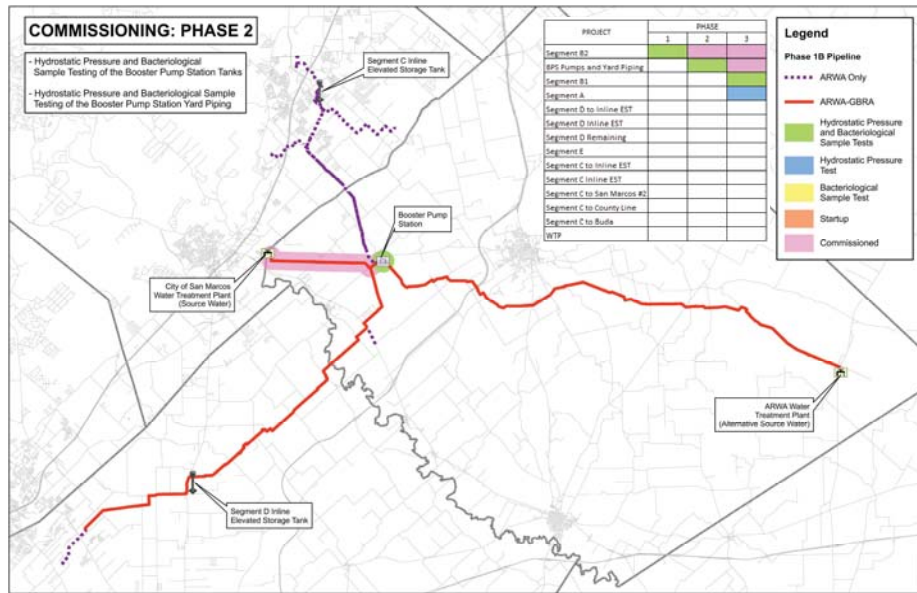 COMMISSIONING: PHASE 2
- Hydrostatic Pressure and Bacteriological
Sample Testing of the Booster Pump Station Tanks
- Hydrostatic Pressure and Bacteriological Sample
Testing of the Booster Pump Station Yard Piping
Segment C Inline
Elevated Storage Tank
PROJECT
PHASE
1 2 3
Segment B2
BPS Pumps and Yard Piping
Segment B1
Segment A
Segment D to Inline EST
Segment D Inline EST
Segment D Remaining
Segment E
Segment C to Inline EST
Segment C Inline EST
Segment C to San Marcos #2
Segment C to County Line
Segment C to Buda
WTP
Legend
Phase 1B Pipeline
ARWA Only
ARWA-GBRA
Hydrostatic Pressure
and Bacteriological
Sample Tests
Hydrostatic Pressure
Test
Bacteriological
Sample Test
Startup
Commissioned
Booster Pump
Station
City of San Marcos
Water Treatment Plant
(Source Water)
ARWA Water
Treatment Plant
(Alternative Source Water)
Segment D Inline
Elevated Storage Tank